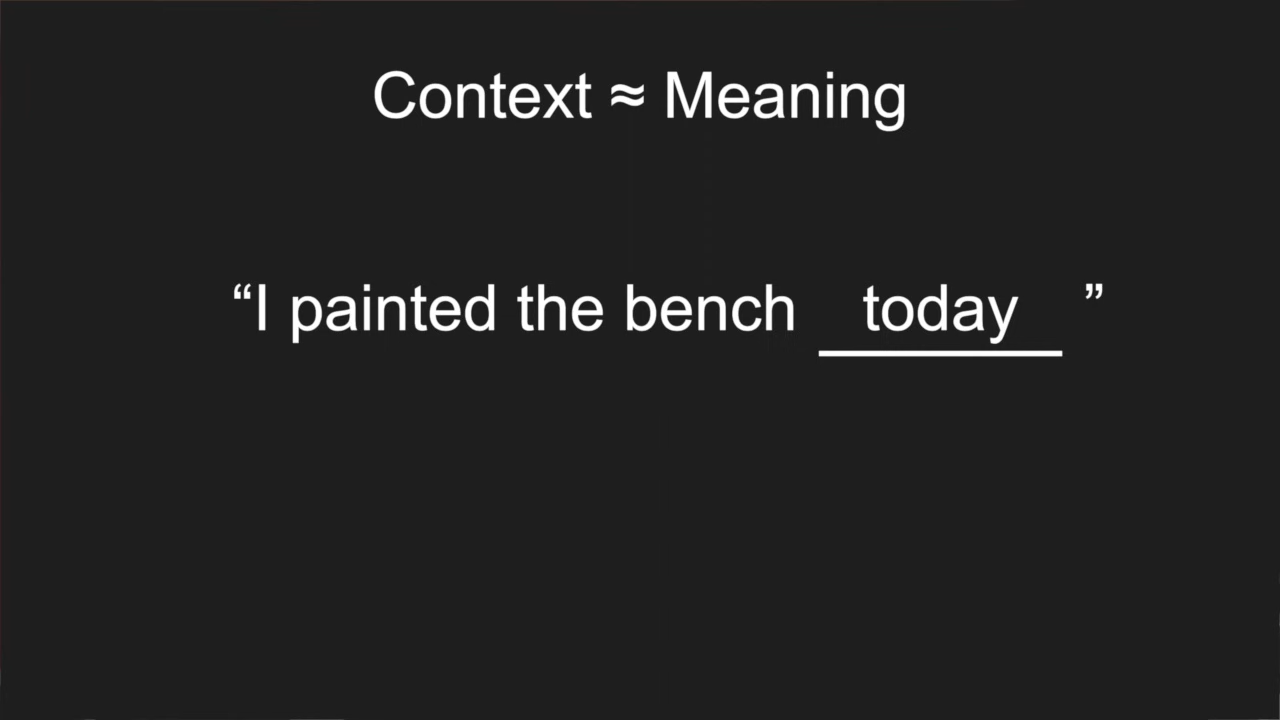 Context ≈ Meaning
“I painted the bench today ”